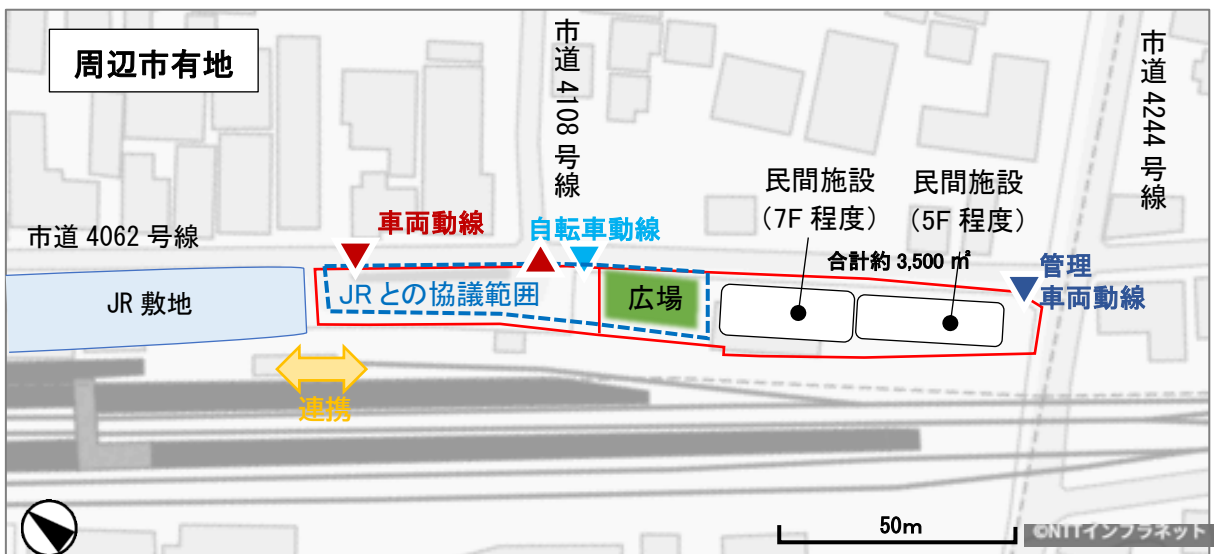 周辺市有地
市道 4108 号線
市道 4244 号線
民間施設
（7F 程度）
民間施設
（5F 程度）
車両動線
自転車動線
市道 4062 号線
合計約 3,500 ㎡
管理
車両動線
JR 敷地
JR との協議範囲
広場
連携
50m
©NTTインフラネット